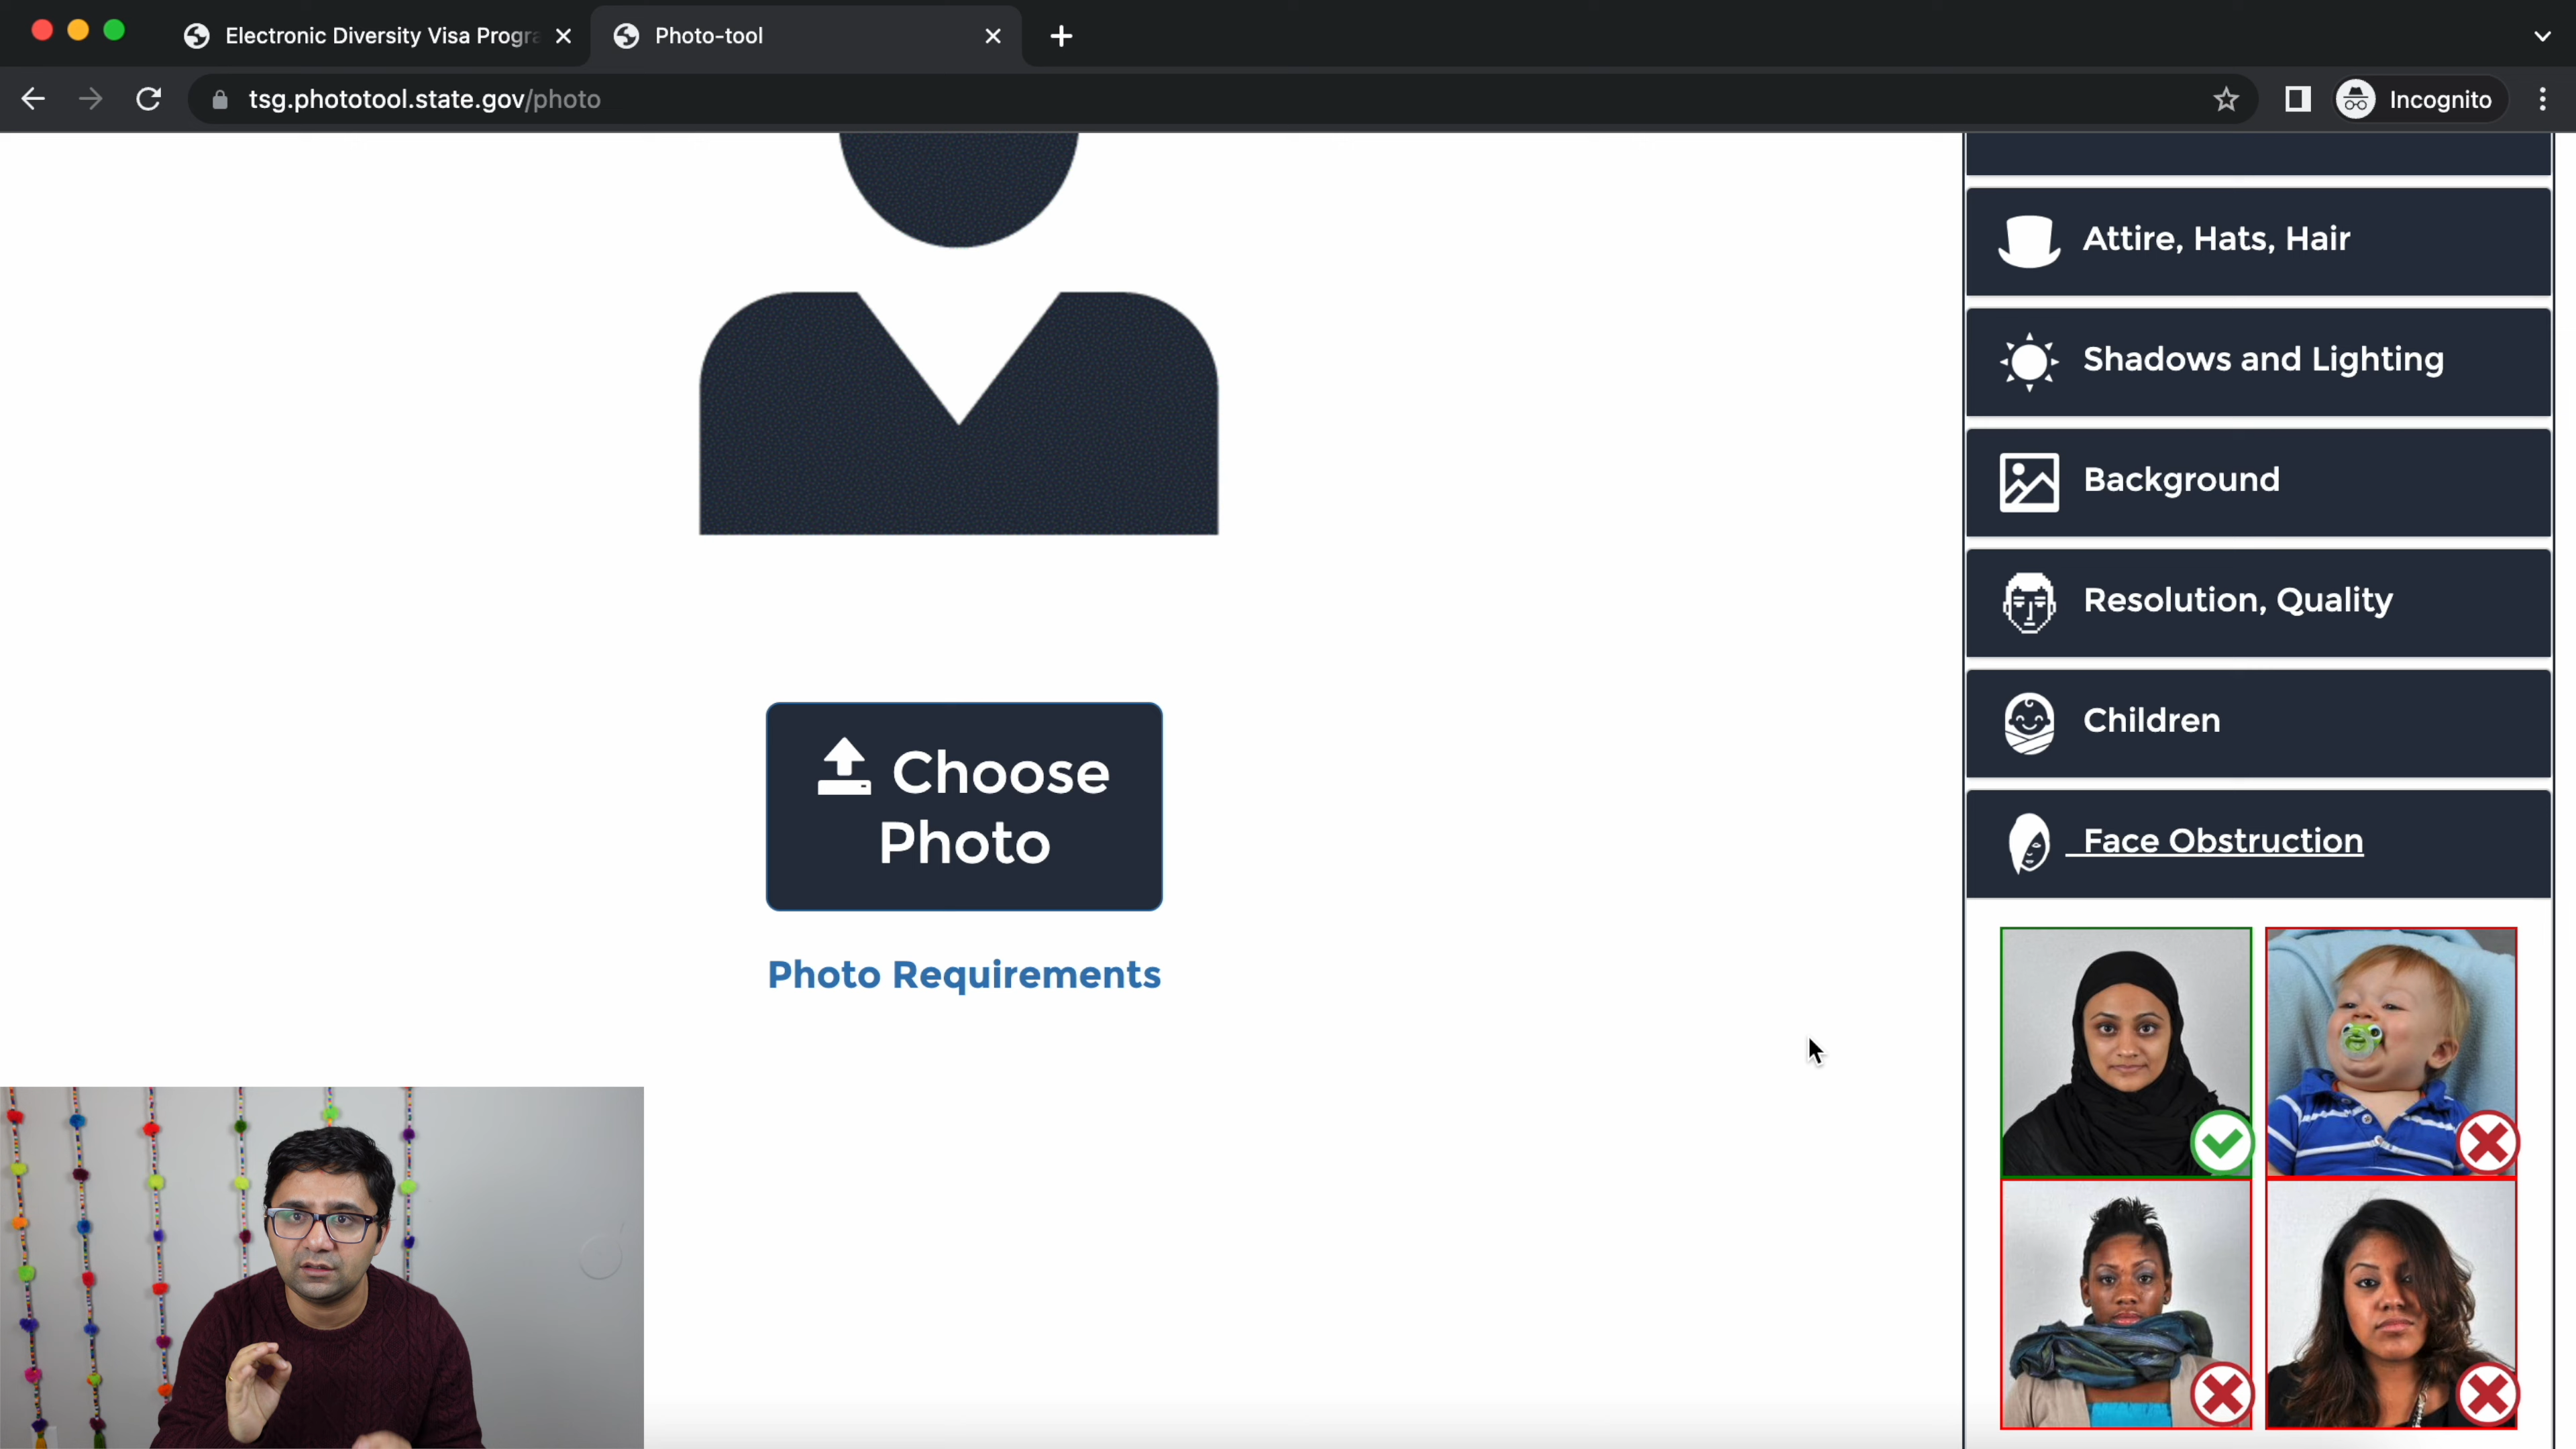 Electronic Diversity Visa Progra
Photo-tool
tsg.phototool.state.gov/photo
Incognito
Attire, Hats, Hair
Shadows and Lighting
Background
Resolution, Quality
Children
Face Obstruction
Choose
Photo
Photo Requirements